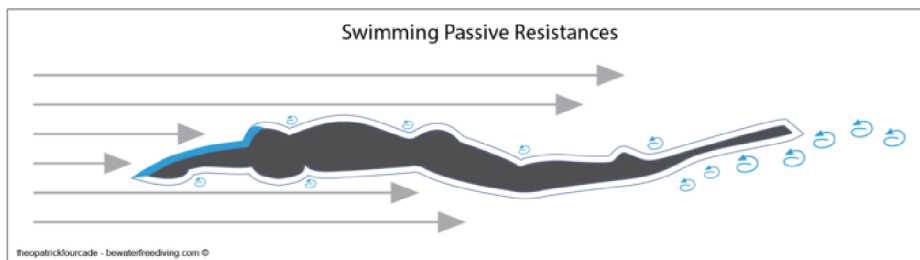 Swimming Passive Resistances
theopatrickfourcade - bewaterfreediving.com ©